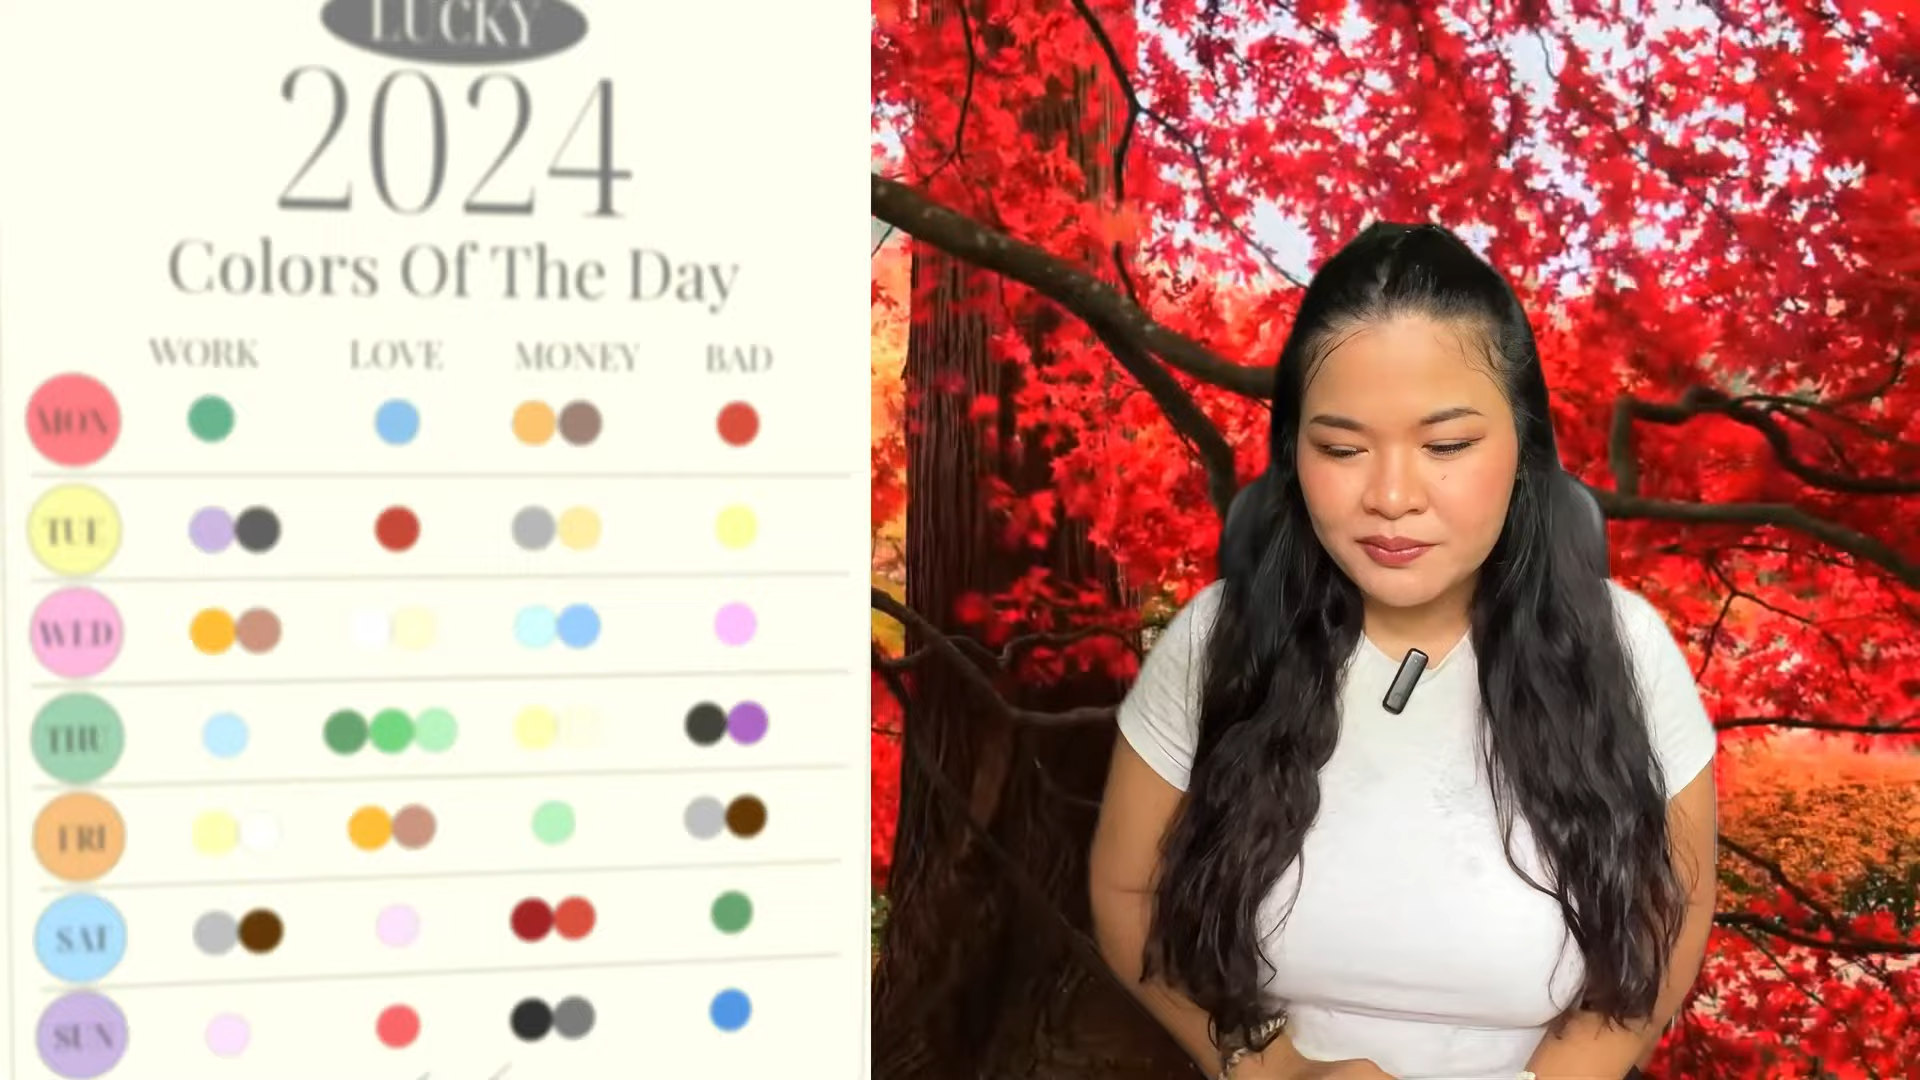 LUCKY
2024
Colors Of The Day
WORK LOVE MONEY BAD
MON
TUE
WED
THU
FRI
SAT
SUN